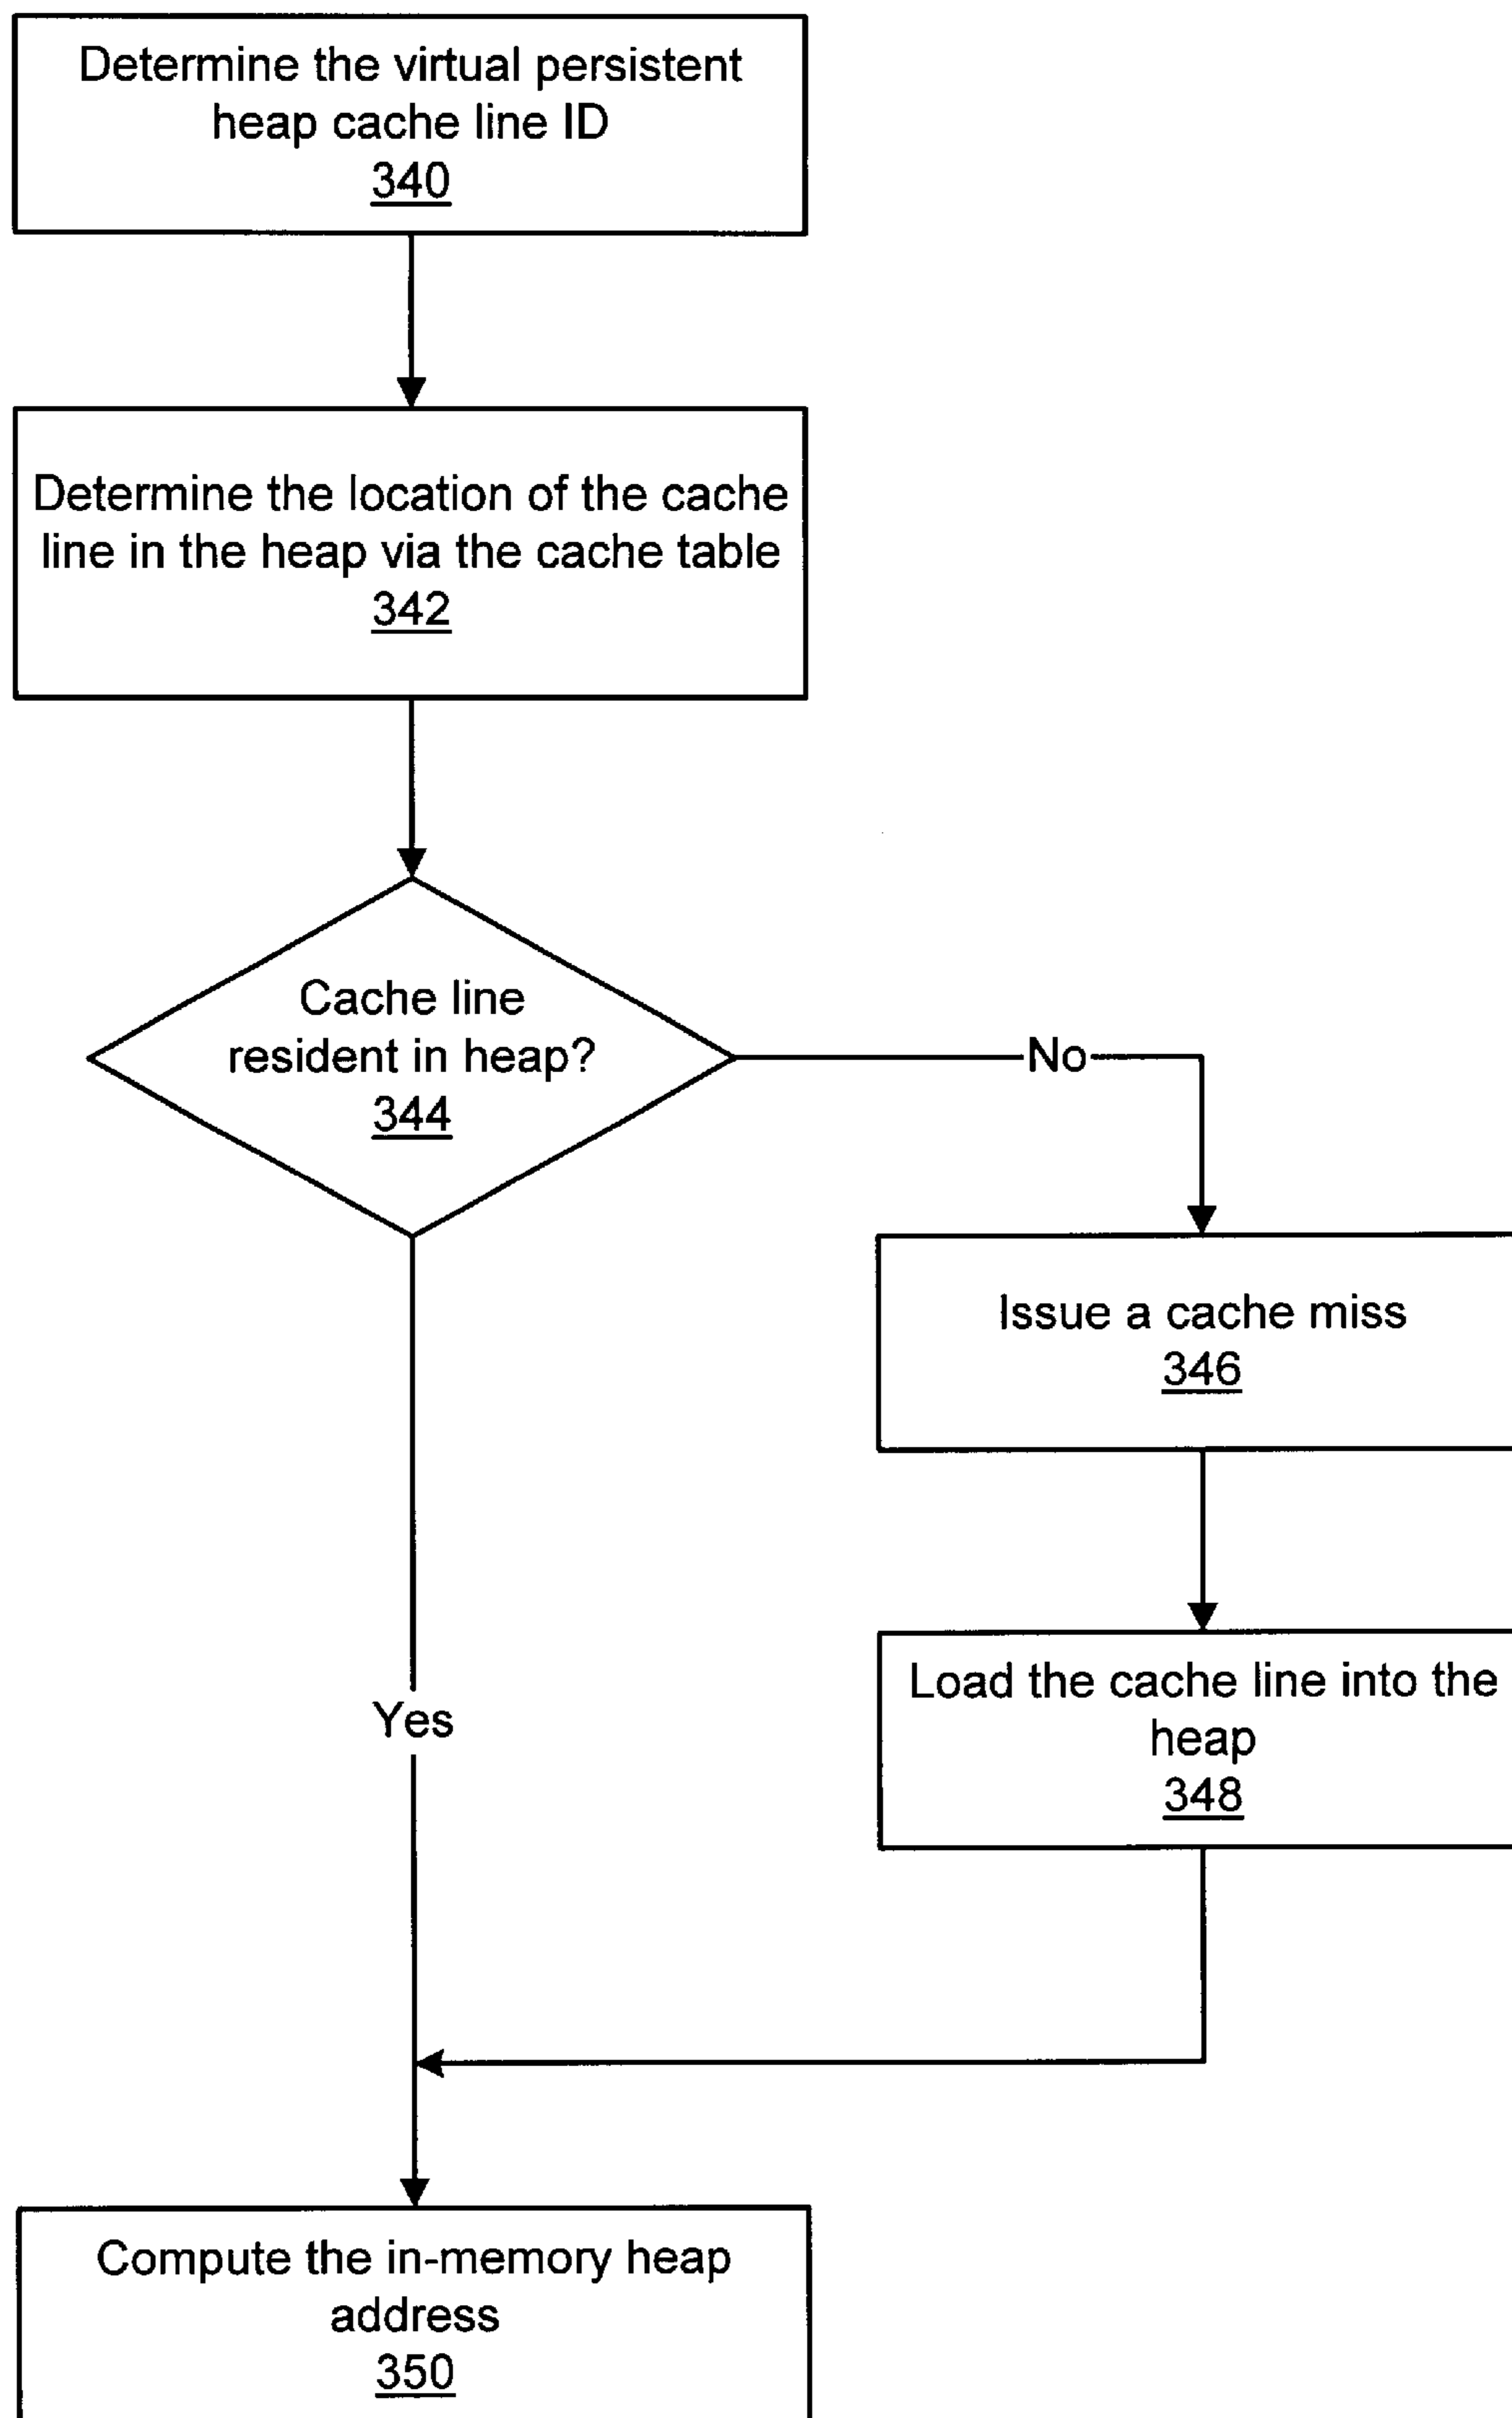 Determine the virtual persistent
heap cache line ID
340
Determine the location of the cache
line in the heap via the cache table
342
Cache line
resident in heap?
344
No
Issue a cache miss
346
Load the cache line into the
heap
348
Yes
Compute the in-memory heap
address
350